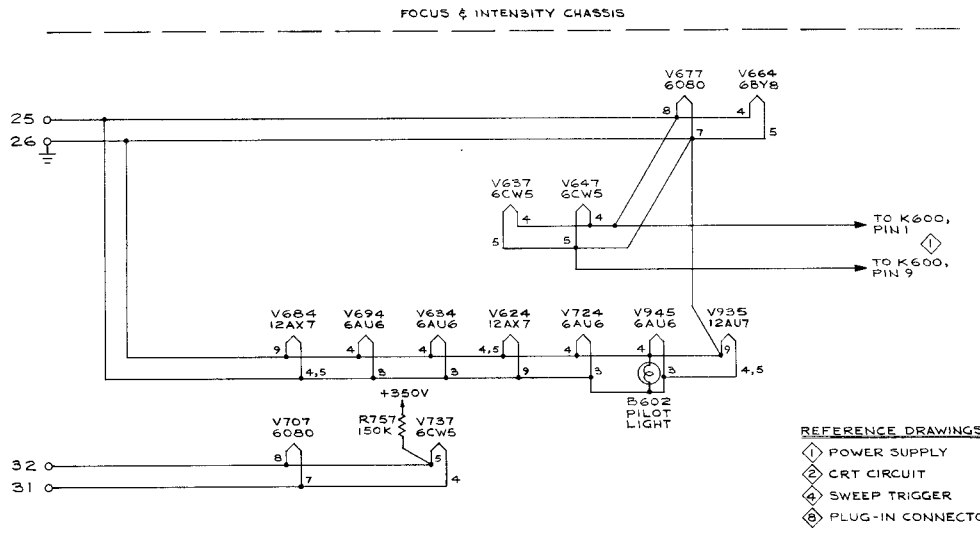 FOCUS & INTENSITY CHASSIS
V677
6080
V664
6BY8
25
8
4
26
7
5
V637
6CW5
V647
6CW5
4
4
5
5
TO K600,
PIN 1
1
TO K600,
PIN 9
V684
12AX7
V694
6AU6
V634
6AU6
V624
12AX7
V724
6AU6
V945
6AU6
V935
12AU7
9
4
4
4,5
4
4
9
4,5
3
3
9
3
3
4,5
B602
PILOT
LIGHT
+350V
R757
150K
V707
6080
V737
6CW5
32
8
5
31
7
4
REFERENCE DRAWINGS
1 POWER SUPPLY
2 CRT CIRCUIT
4 SWEEP TRIGGER
8 PLUG-IN CONNECTO